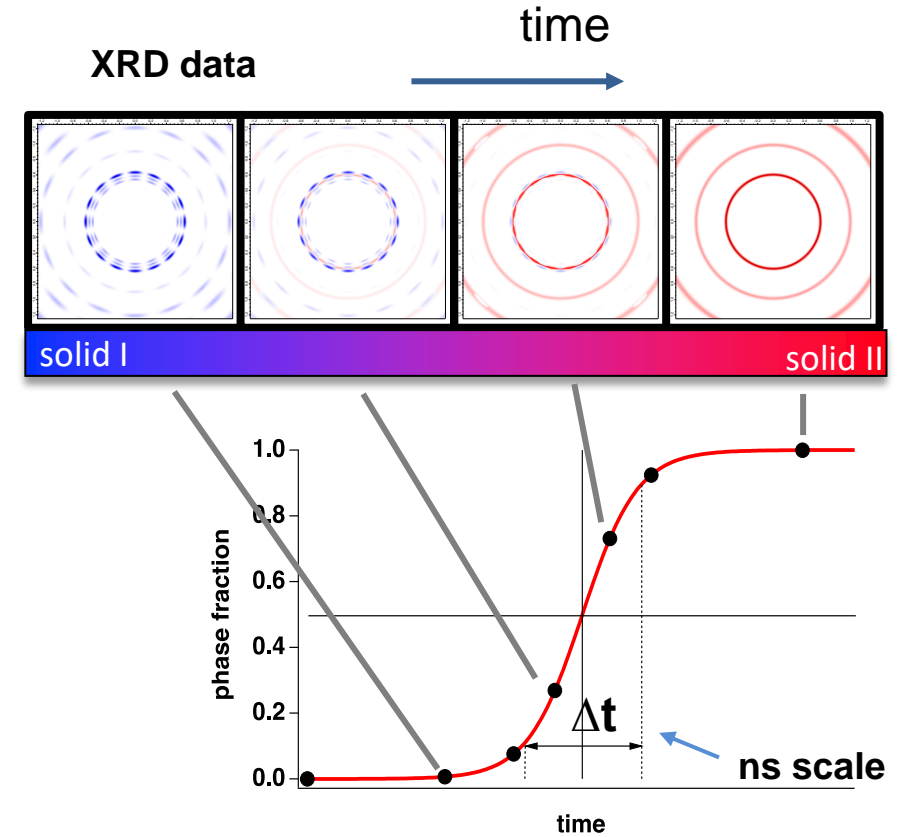 time
XRD data
solid I
solid II
1.0
0.8
0.6
0.4
0.2
0.0
phase fraction
Δt
ns scale
time